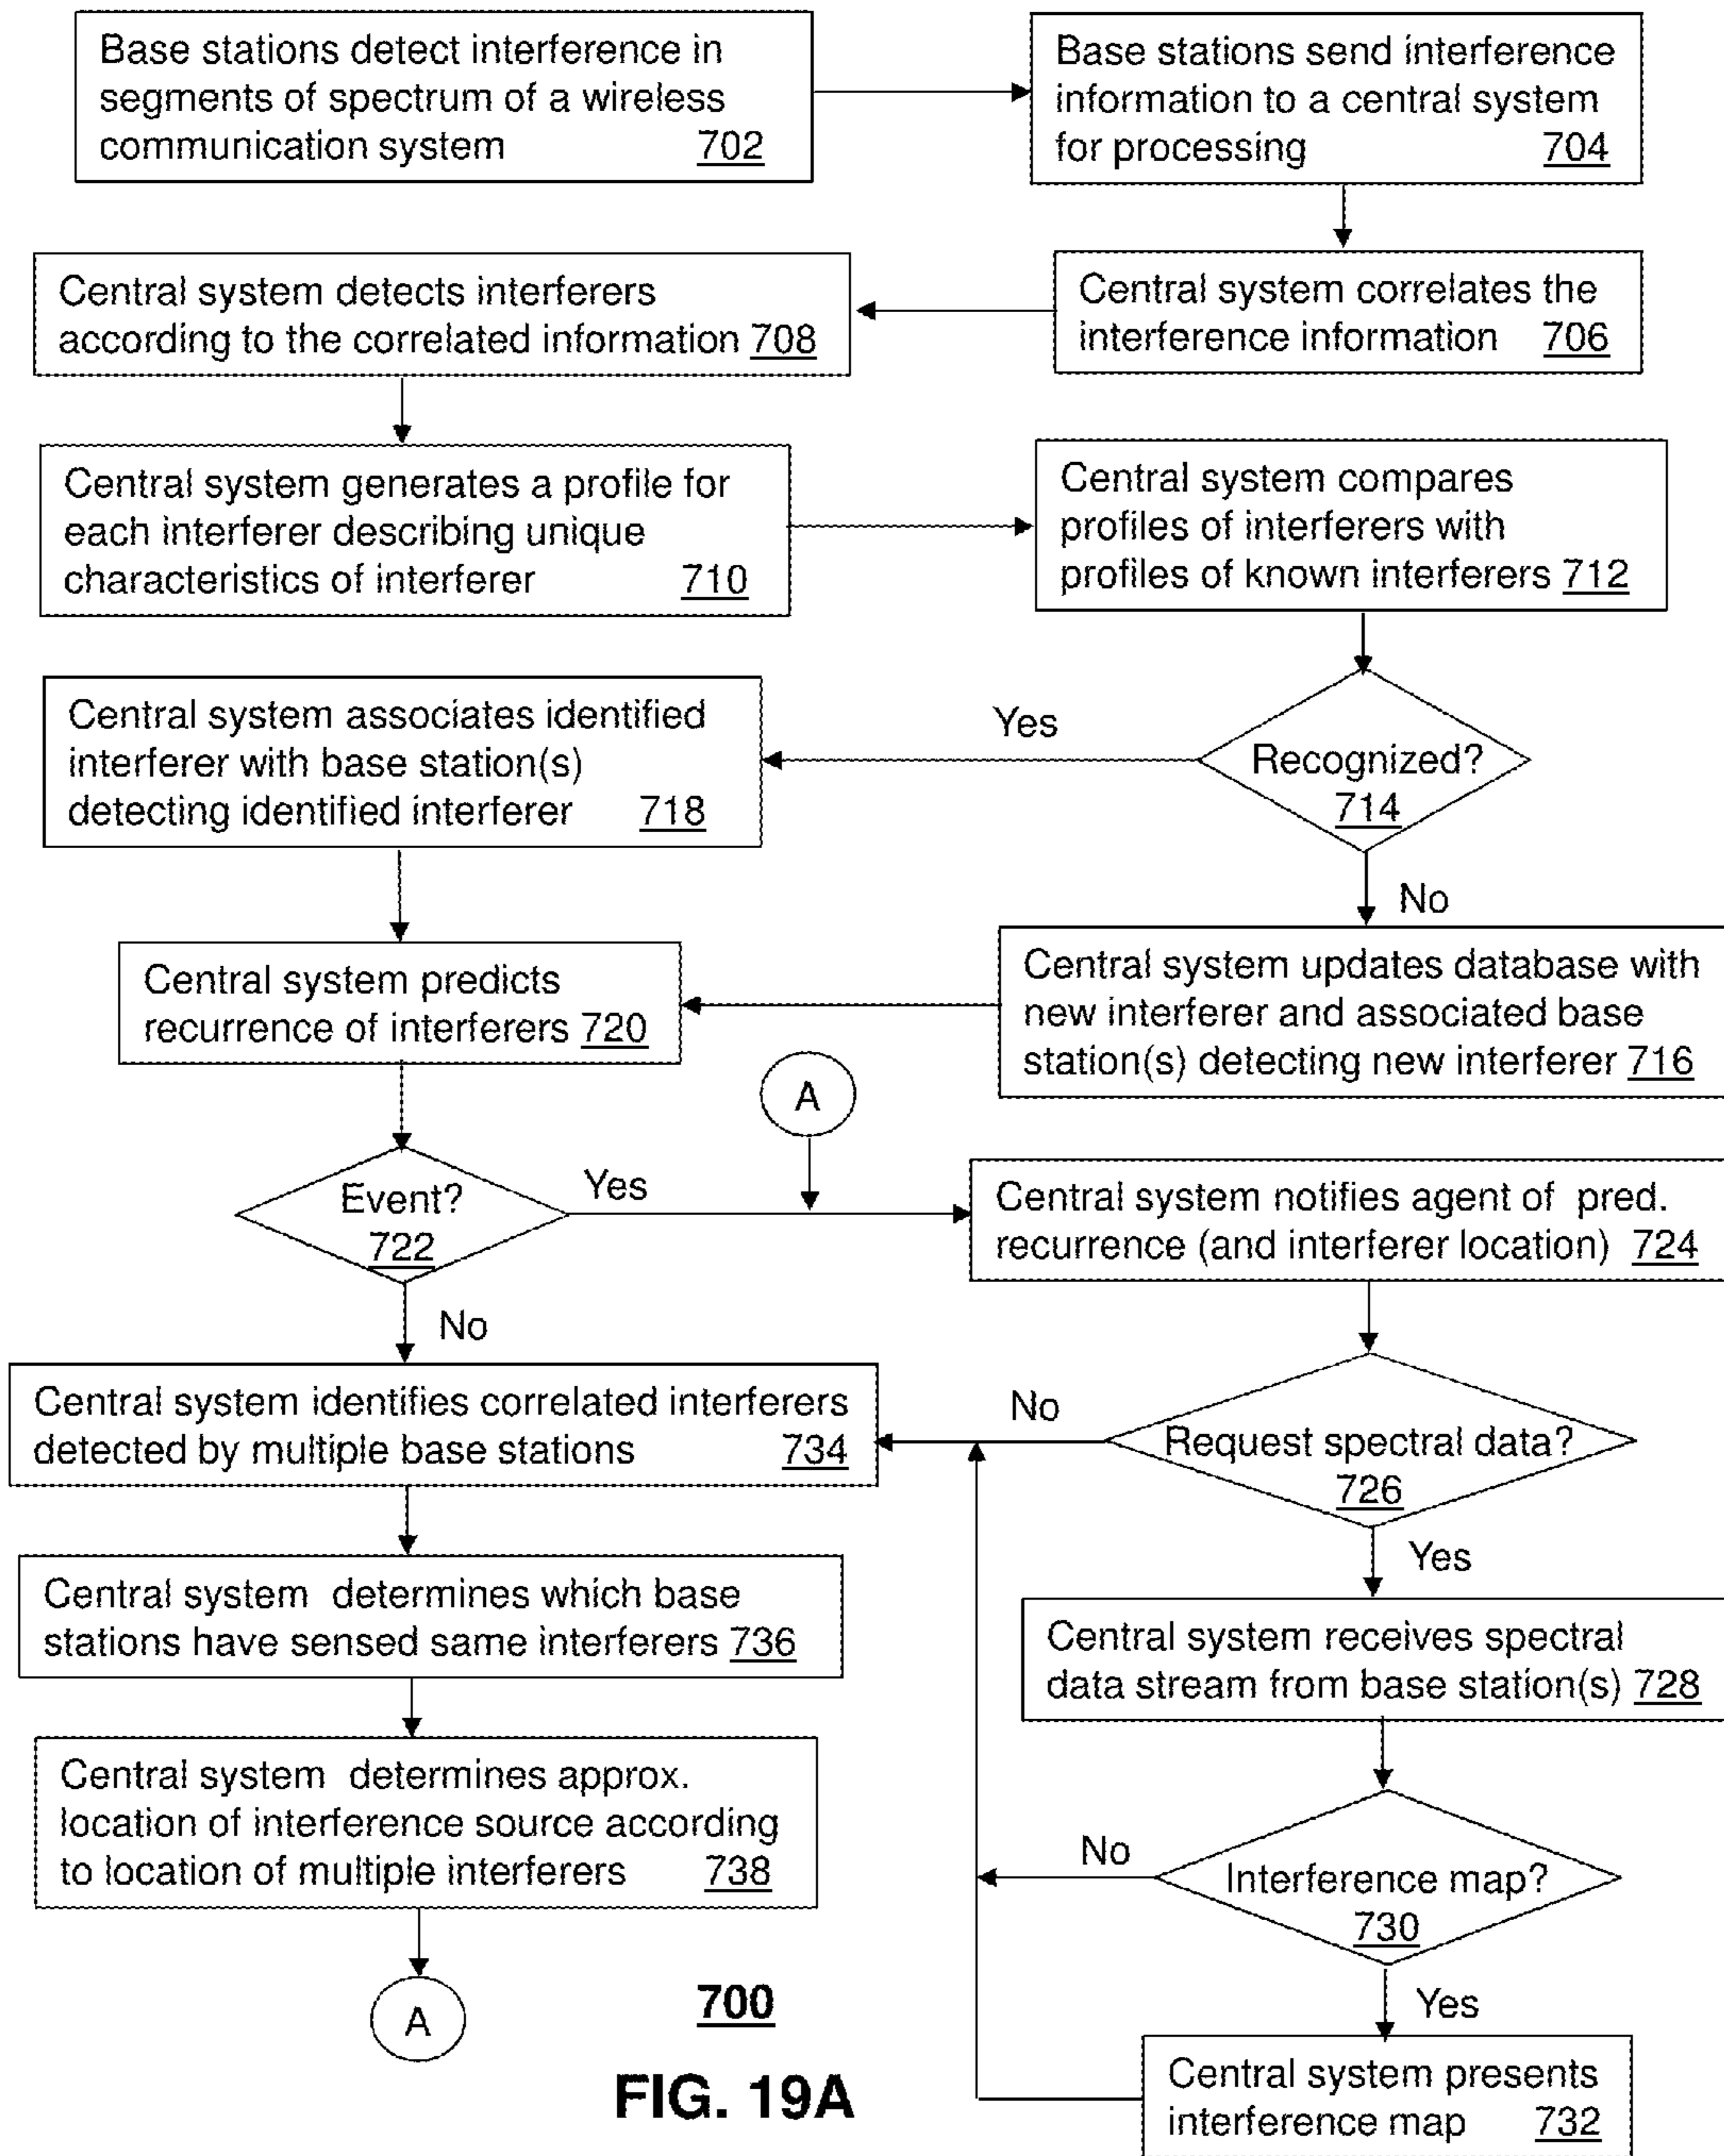 Base stations detect interference in
segments of spectrum of a wireless
communication system 702
Base stations send interference
information to a central system
for processing 704
Central system correlates the
interference information 706
Central system detects interferers
according to the correlated information 708
Central system generates a profile for
each interferer describing unique
characteristics of interferer 710
Central system compares
profiles of interferers with
profiles of known interferers 712
Recognized?
714
Yes
No
Central system associates identified
interferer with base station(s)
detecting identified interferer 718
Central system updates database with
new interferer and associated base
station(s) detecting new interferer 716
Central system predicts
recurrence of interferers 720
A
Event?
722
Yes
No
Central system notifies agent of pred.
recurrence (and interferer location) 724
Request spectral data?
726
No
Yes
Central system identifies correlated interferers
detected by multiple base stations 734
Central system determines which base
stations have sensed same interferers 736
Central system receives spectral
data stream from base station(s) 728
Central system determines approx.
location of interference source according
to location of multiple interferers 738
Interference map?
730
No
Yes
A
Central system presents
interference map 732
700
FIG. 19A